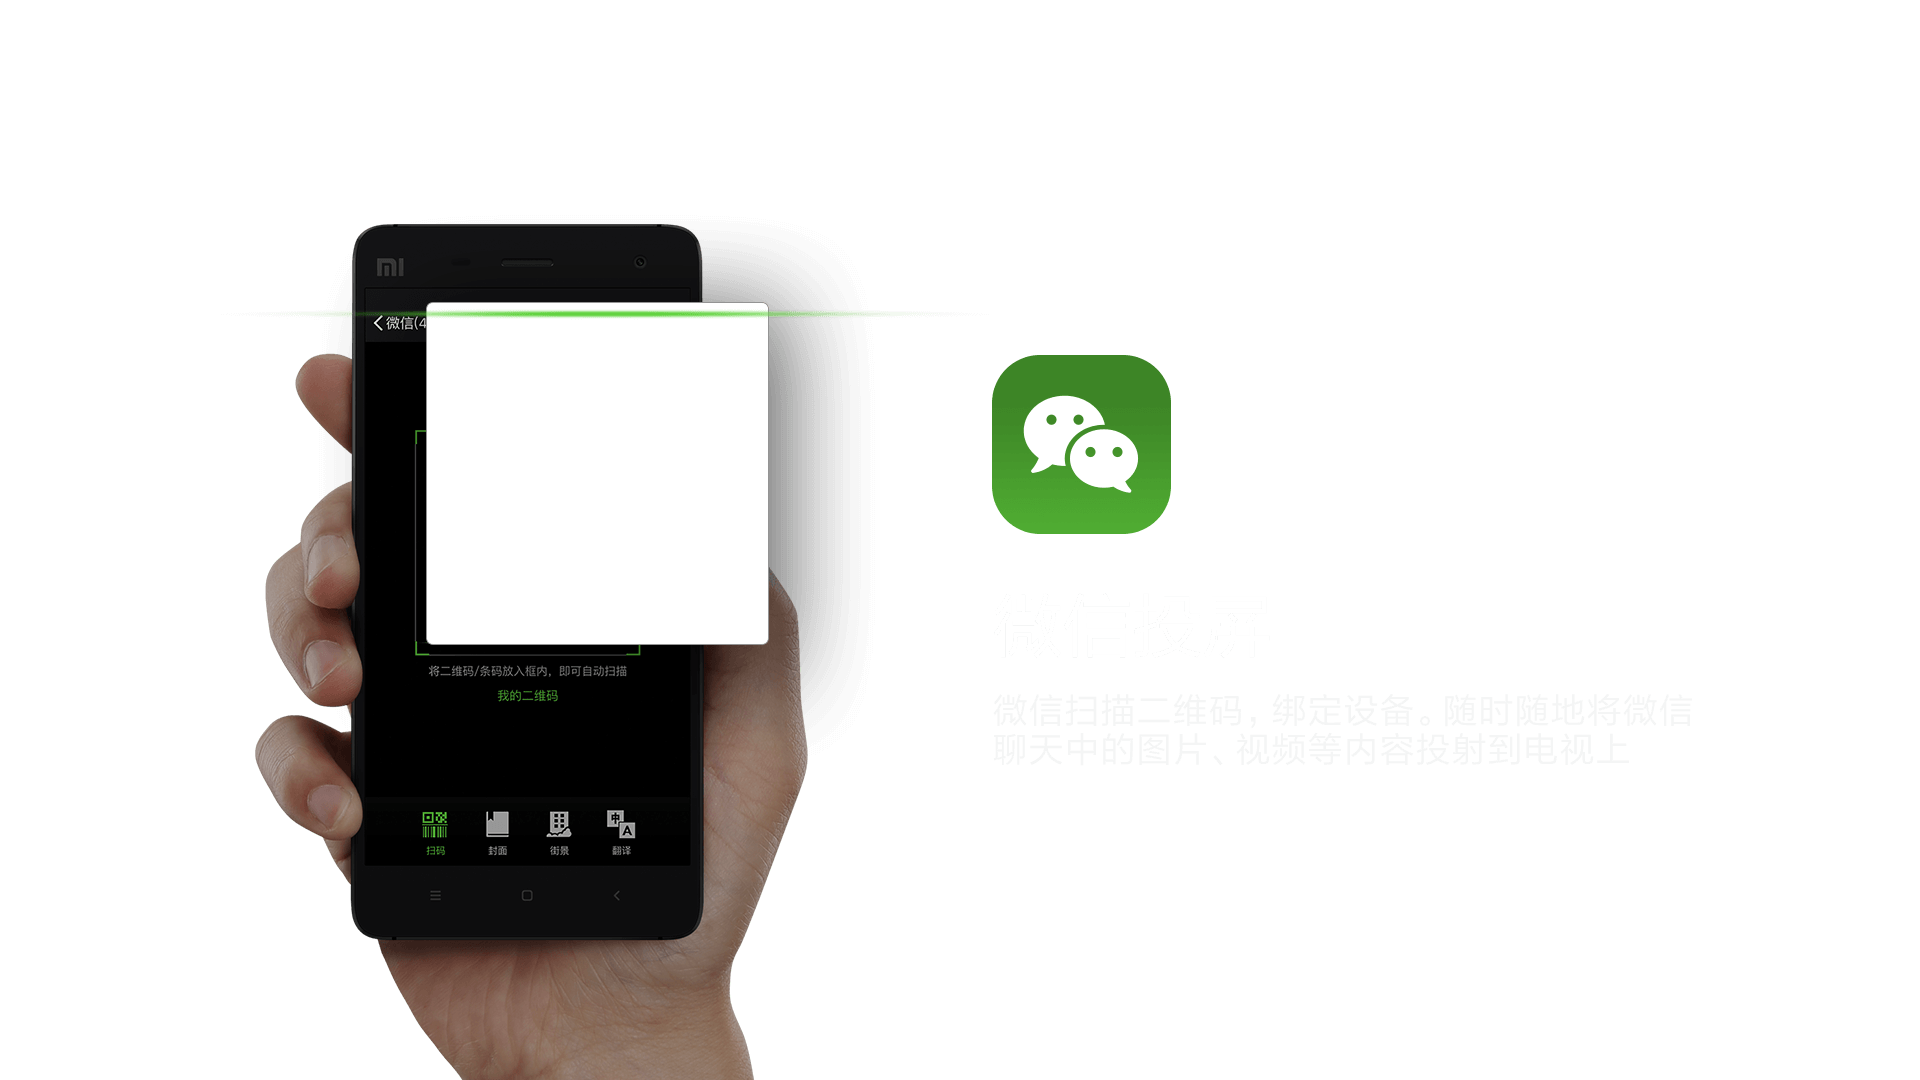 微信(4
将二维码/条码放入框内，即可自动扫描
我的二维码
扫码 封面 街景 翻译
微信投射
微信扫描二维码，绑定设备。随时随地将微信
聊天中的图片、视频等内容投射到电视上